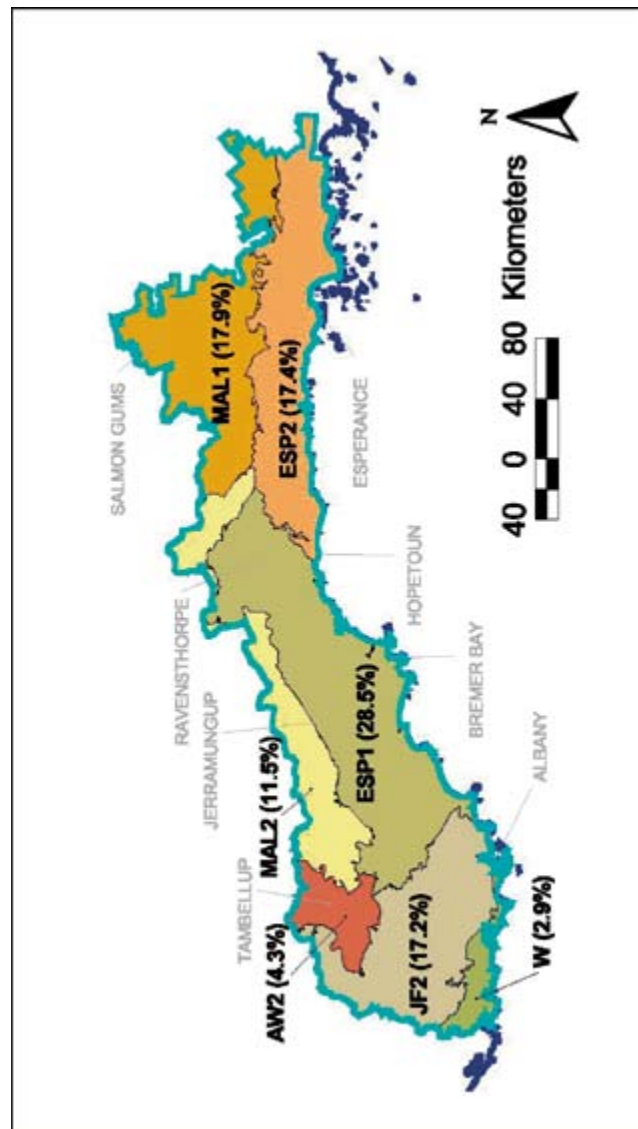 SALMON GUMS
MAL1 (17.9%)
ESP2 (17.4%)
ESPERANCE
RAVENSTHORPE
HOPETOUN
JERRAMUNGUP
MAL2 (11.5%)
ESP1 (28.5%)
BREMER BAY
ALBANY
TAMBELLUP
AW2 (4.3%)
JF2 (17.2%)
W (2.9%)
N
40 0 40 80 Kilometers